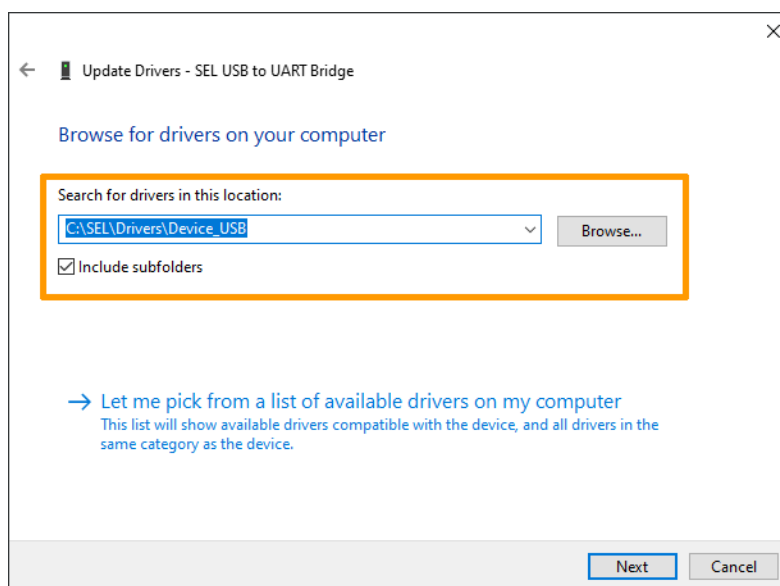 Update Drivers - SEL USB to UART Bridge
Browse for drivers on your computer
Search for drivers in this location:
C:\SEL\Drivers\Device_USB
Browse...
Include subfolders
Let me pick from a list of available drivers on my computer
This list will show available drivers compatible with the device, and all drivers in the
same category as the device.
Next
Cancel